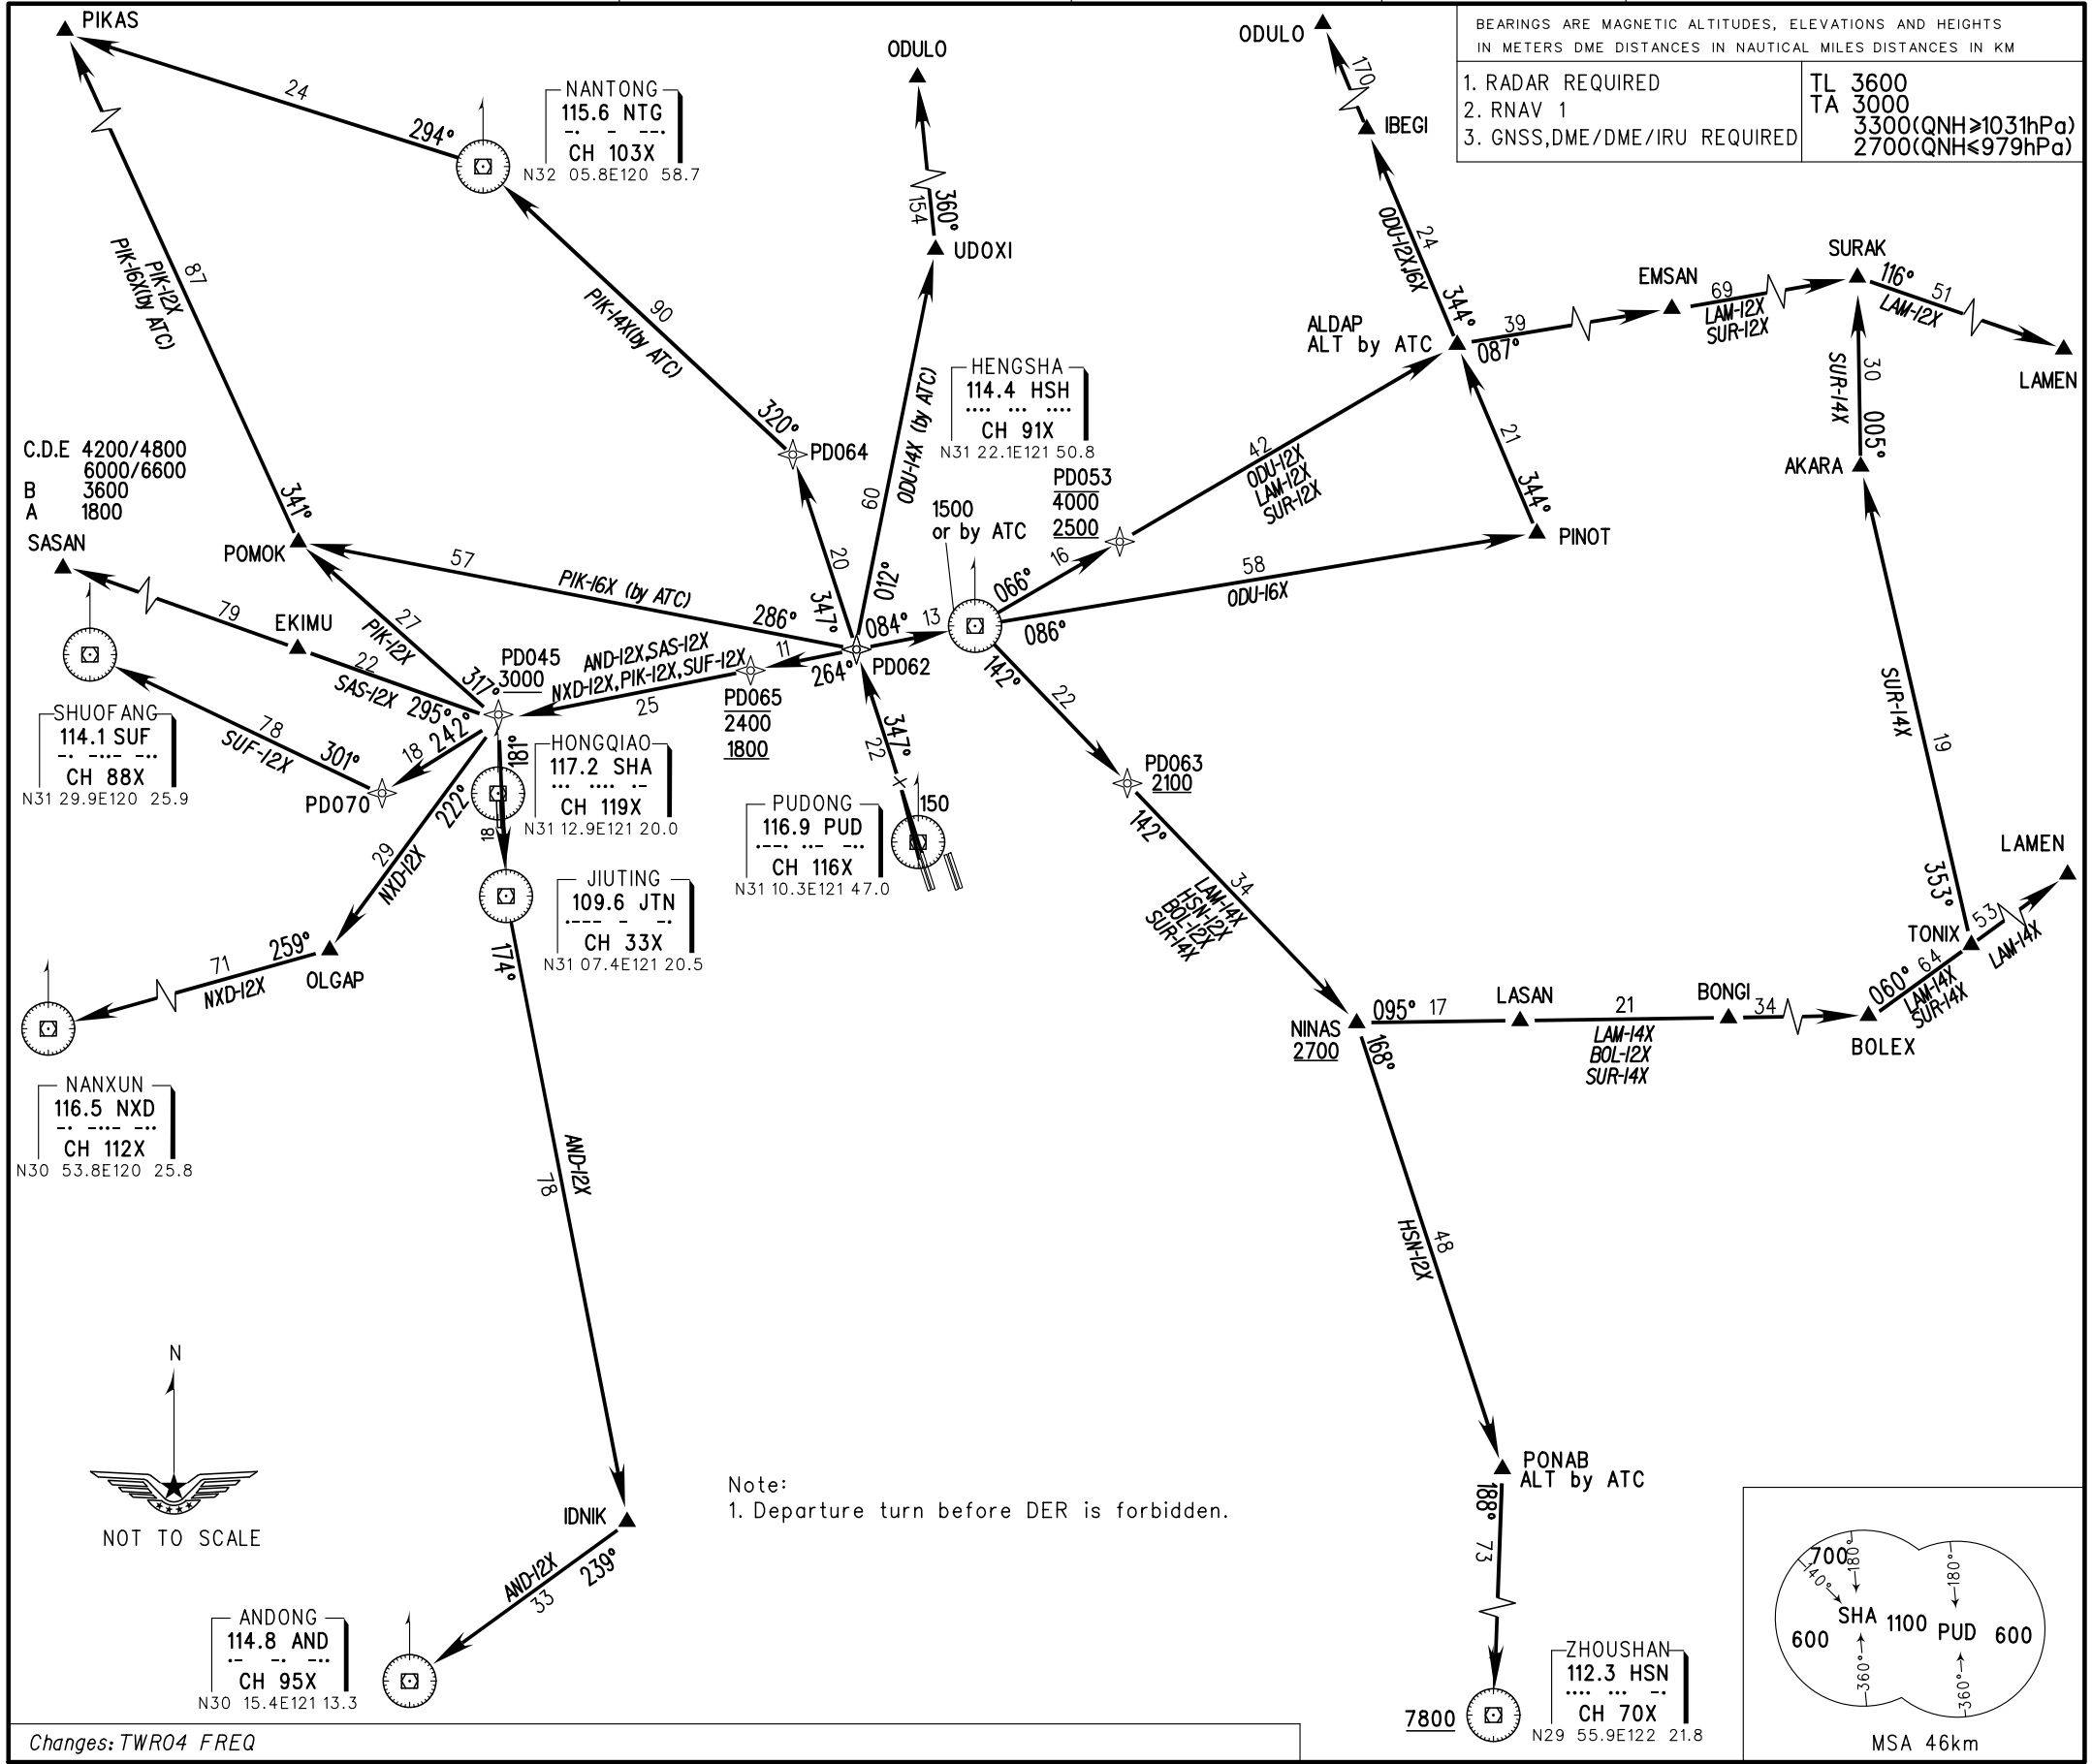 PIKAS
24
294°
NANTONG
115.6 NTG
CH 103X
N32 05.8E120 58.7
ODULO
154
360°
UDOXI
ODULO
170
IBEGI
BEARINGS ARE MAGNETIC ALTITUDES, ELEVATIONS AND HEIGHTS
IN METERS DME DISTANCES IN NAUTICAL MILES DISTANCES IN KM
1. RADAR REQUIRED
2. RNAV 1
3. GNSS,DME/DME/IRU REQUIRED
TL 3600
TA 3000
3300(QNH≥1031hPa)
2700(QNH≤979hPa)
87
PIK-12X
PIK-16X(by ATC)
90
PIK-14X(by ATC)
320°
PD064
20
347°
60
ODU-14X (by ATC)
012°
24
ODU-12X,16X
344°
ALDAP
ALT by ATC
087°
39
EMSAN
69
LAM-12X
SUR-12X
SURAK
116°
51
LAM-12X
LAMEN
30
SUR-14X
005°
AKARA
HENGSHA
114.4 HSH
CH 91X
N31 22.1E121 50.8
PD053
4000
2500
1500
or by ATC
42
ODU-12X
LAM-12X
SUR-12X
21
344°
PINOT
066°
16
58
ODU-16X
086°
C.D.E 4200/4800
6000/6600
B 3600
A 1800
SASAN
341°
POMOK
57
PIK-16X (by ATC)
286°
084°
13
PD062
79
EKIMU
27
PIK-12X
317°
22
SAS-12X
295°
PD045
3000
AND-12X,SAS-12X
NXD-12X,PIK-12X,SUF-12X
11
264°
25
PD065
2400
1800
SHUOFANG
114.1 SUF
CH 88X
N31 29.9E120 25.9
78
SUF-12X
301°
18
242°
PD070
181°
18
222°
HONGQIAO
117.2 SHA
CH 119X
N31 12.9E121 20.0
347°
22
150
PUDONG
116.9 PUD
CH 116X
N31 10.3E121 47.0
142°
22
PD063
2100
142°
34
LAM-14X
HSN-12X
BOL-12X
SUR-14X
SUR-14X
19
353°
29
NXD-12X
JIUTING
109.6 JTN
CH 33X
N31 07.4E121 20.5
174°
259°
OLGAP
71
NXD-12X
NANXUN
116.5 NXD
CH 112X
N30 53.8E120 25.8
LAMEN
TONIX
53
LAM-14X
060°
64
LAM-14X
SUR-14X
NINAS
2700
095°
17
LASAN
21
LAM-14X
BOL-12X
SUR-14X
BONGI
34
BOLEX
168°
AND-12X
78
HSN-12X
48
N
NOT TO SCALE
Note:
1. Departure turn before DER is forbidden.
PONAB
ALT by ATC
188°
73
IDNIK
AND-12X
33
239°
ANDONG
114.8 AND
CH 95X
N30 15.4E121 13.3
7800
ZHOUSHAN
112.3 HSN
CH 70X
N29 55.9E122 21.8
700
180°
140°
180°
SHA
1100
PUD
600
600
360°
360°
MSA 46km
Changes: TWR04 FREQ